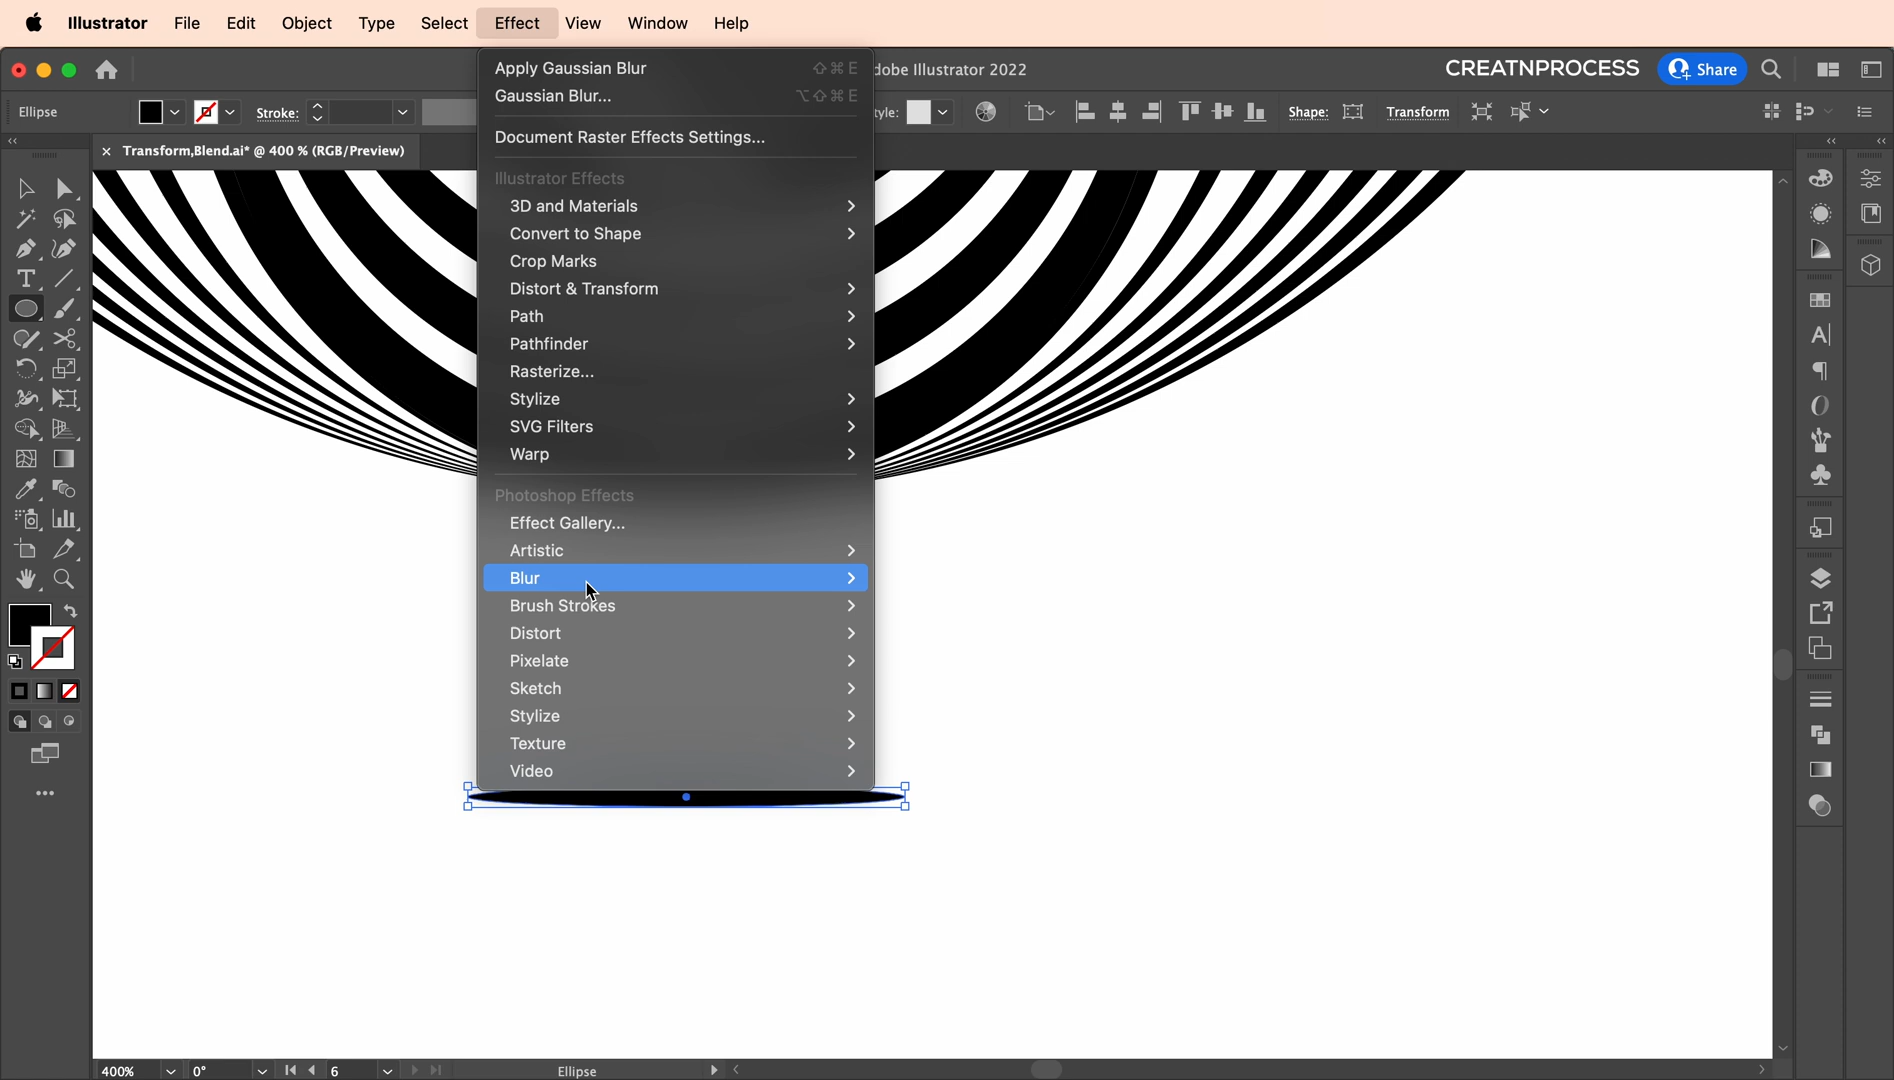 Illustrator File Edit Object Type Select Effect View Window Help
Apply Gaussian Blur ⇧⌘E
dobe Illustrator 2022
CREATNPROCESS
Share
Gaussian Blur... ⌥⇧⌘E
Ellipse
Stroke:
tyle:
Shape:
Transform
Document Raster Effects Settings...
× Transform,Blend.ai* @ 400 % (RGB/Preview)
Illustrator Effects
3D and Materials
Convert to Shape
Crop Marks
Distort & Transform
Path
Pathfinder
Rasterize...
Stylize
SVG Filters
Warp
Photoshop Effects
Effect Gallery...
Artistic
Blur
Brush Strokes
Distort
Pixelate
Sketch
Stylize
Texture
Video
400% 0° 6 Ellipse